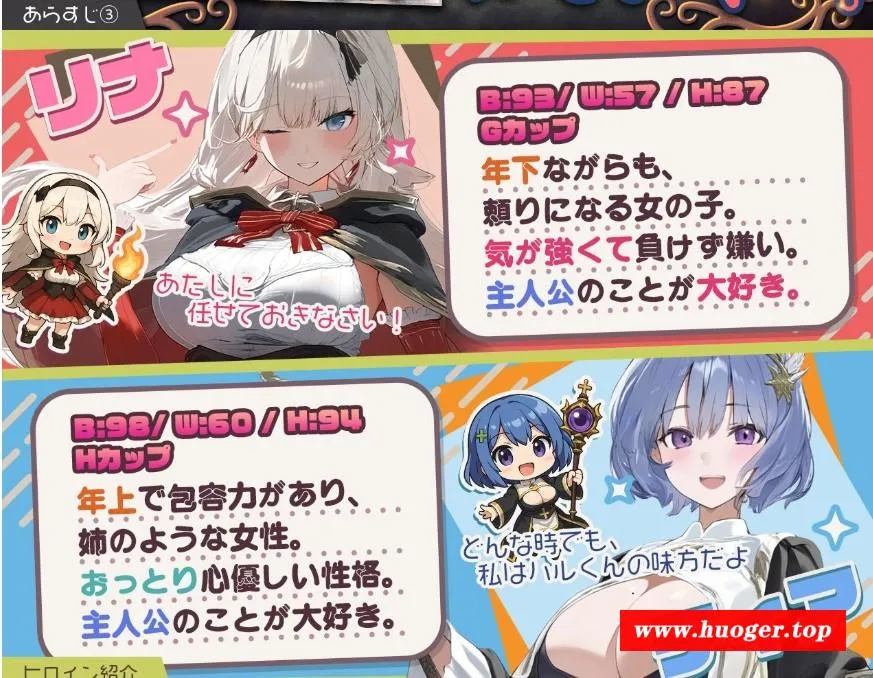 あらすじ③
リナ
B:93/ W:57 / H:87
Gカップ
年下ながらも、
頼りになる女の子。
気が強くて負けず嫌い。
主人公のことが大好き。
あたしに
任せておきなさい!
B:98/ W:60 / H:94
Hカップ
年上で包容力があり、
姉のような女性。
おっとり心優しい性格。
主人公のことが大好き。
どんな時でも、
私はハルくんの味方だよ
www.huoger.top
ヒロイン紹介